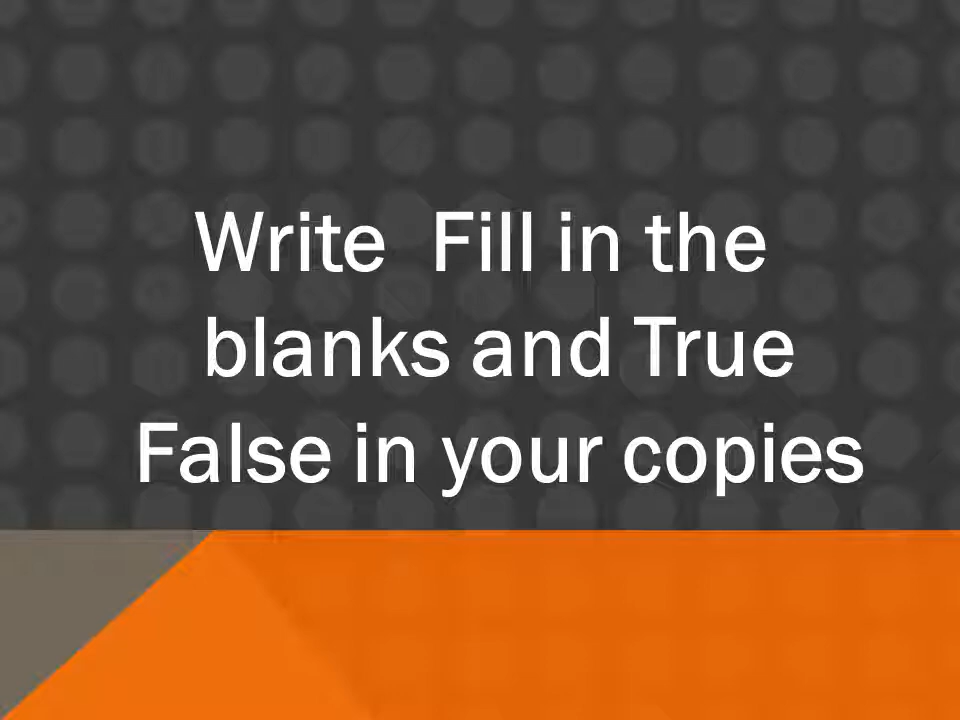 Write  Fill in the
blanks and True
False in your copies